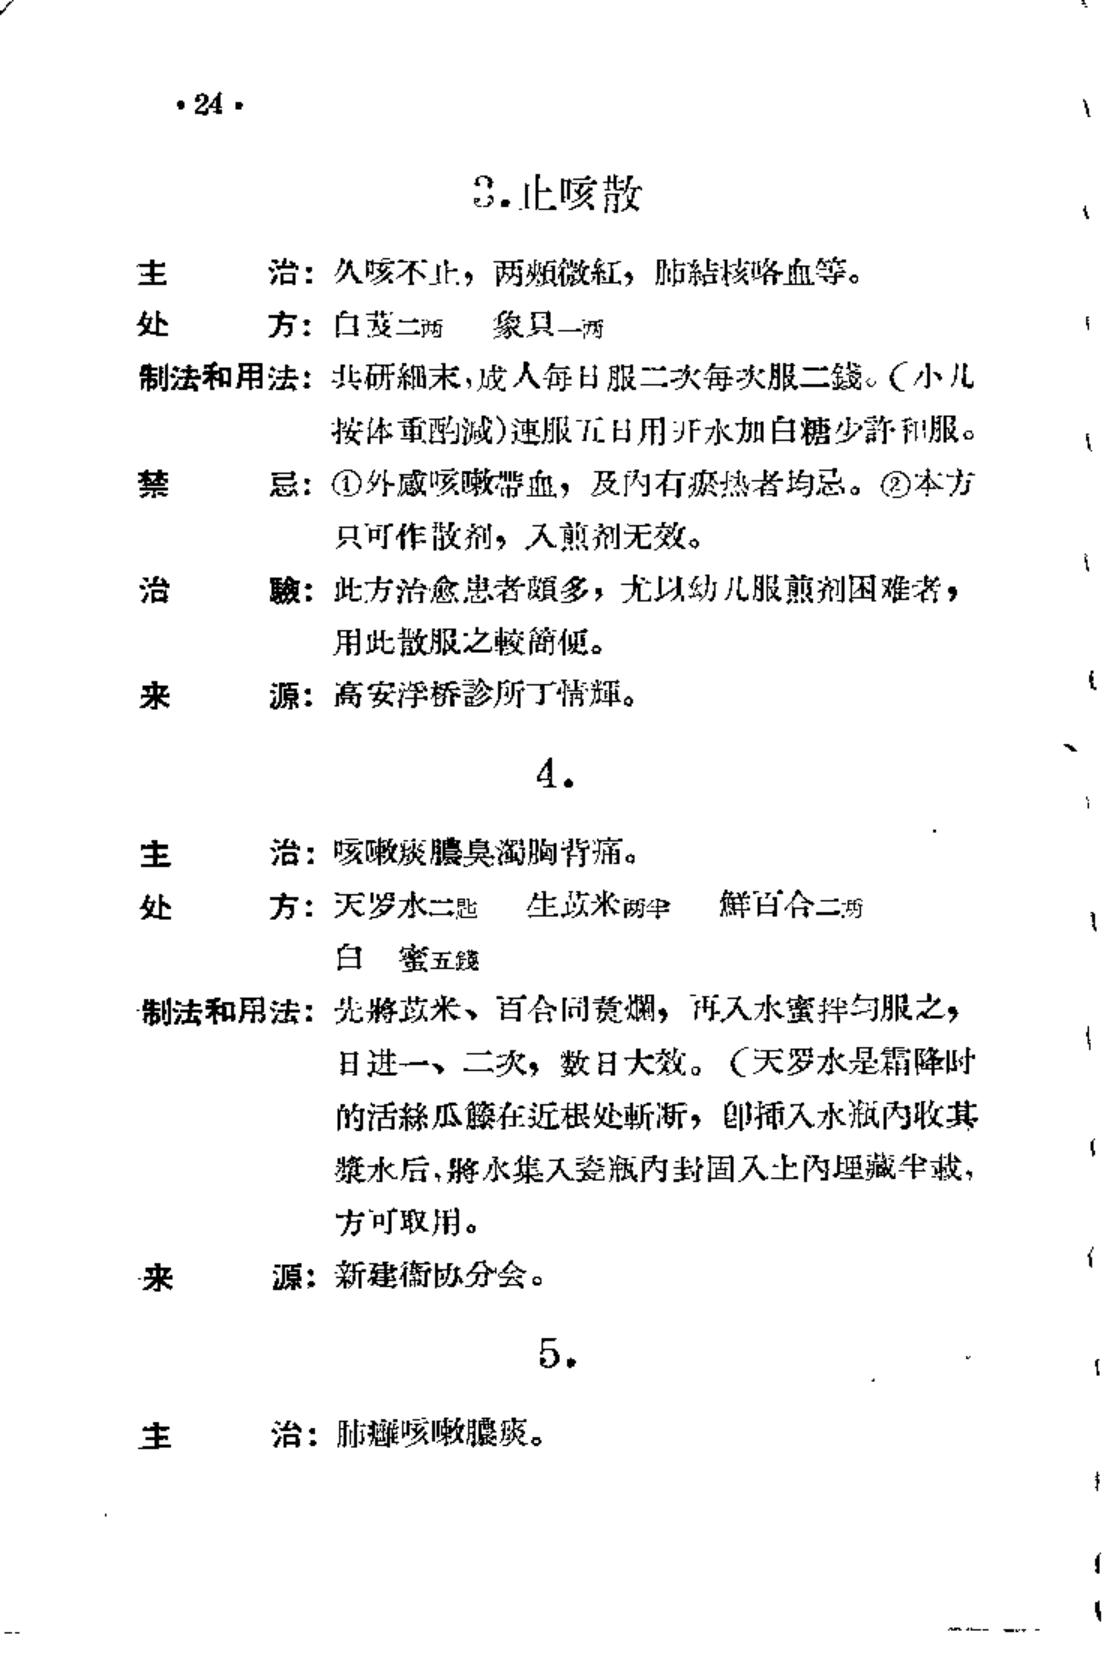 ·24·
3.止咳散
主 治：久咳不止，两頰微紅，肺結核咯血等。
处 方：白芨二两 象貝一两
制法和用法：共研細末，成人每日服二次每次服二錢。（小儿
按体重酌減）連服五日用开水加白糖少許和服。
禁 忌：①外感咳嗽帶血，及內有瘀热者均忌。②本方
只可作散剂，入煎剂无效。
治 驗：此方治愈患者頗多，尤以幼儿服煎剂困难者，
用此散服之較簡便。
来 源：高安浮桥診所丁情輝。
4.
主 治：咳嗽痰膿臭濁胸背痛。
处 方：天罗水二匙 生苡米两半 鮮百合二两
白 蜜五錢
制法和用法：先將苡米、百合同煑爛，再入水蜜拌匀服之，
日进一、二次，数日大效。（天罗水是霜降时
的活絲瓜籐在近根处斬断，卽插入水瓶內收其
漿水后，將水集入瓷瓶內封固入土內埋藏半載，
方可取用。
来 源：新建衞协分会。
5.
主 治：肺癰咳嗽膿痰。